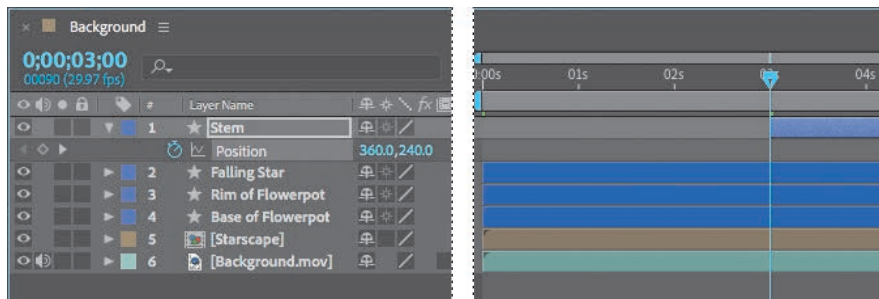 Background
0;00;03;00
00090 (29.97 fps)
# Layer Name fx
1 Stem
Position 360.0,240.0
2 Falling Star
3 Rim of Flowerpot
4 Base of Flowerpot
5 [Starscape]
6 [Background.mov]
:00s 01s 02s 04s